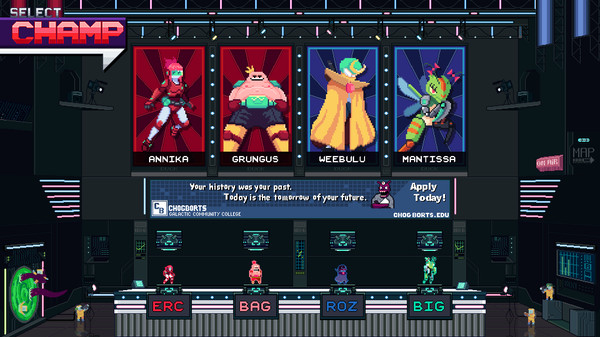 SELECT
CHAMP
ANNIKA
GRUNGUS
WEEBULU
MANTISSA
MAP
Your history was your past.
Today is the tomorrow of your future.
Apply
Today!
CB
CHOGBORTS
GALACTIC COMMUNITY COLLEGE
CHOGBORTS.EDU
ERC
BAG
ROZ
BIG